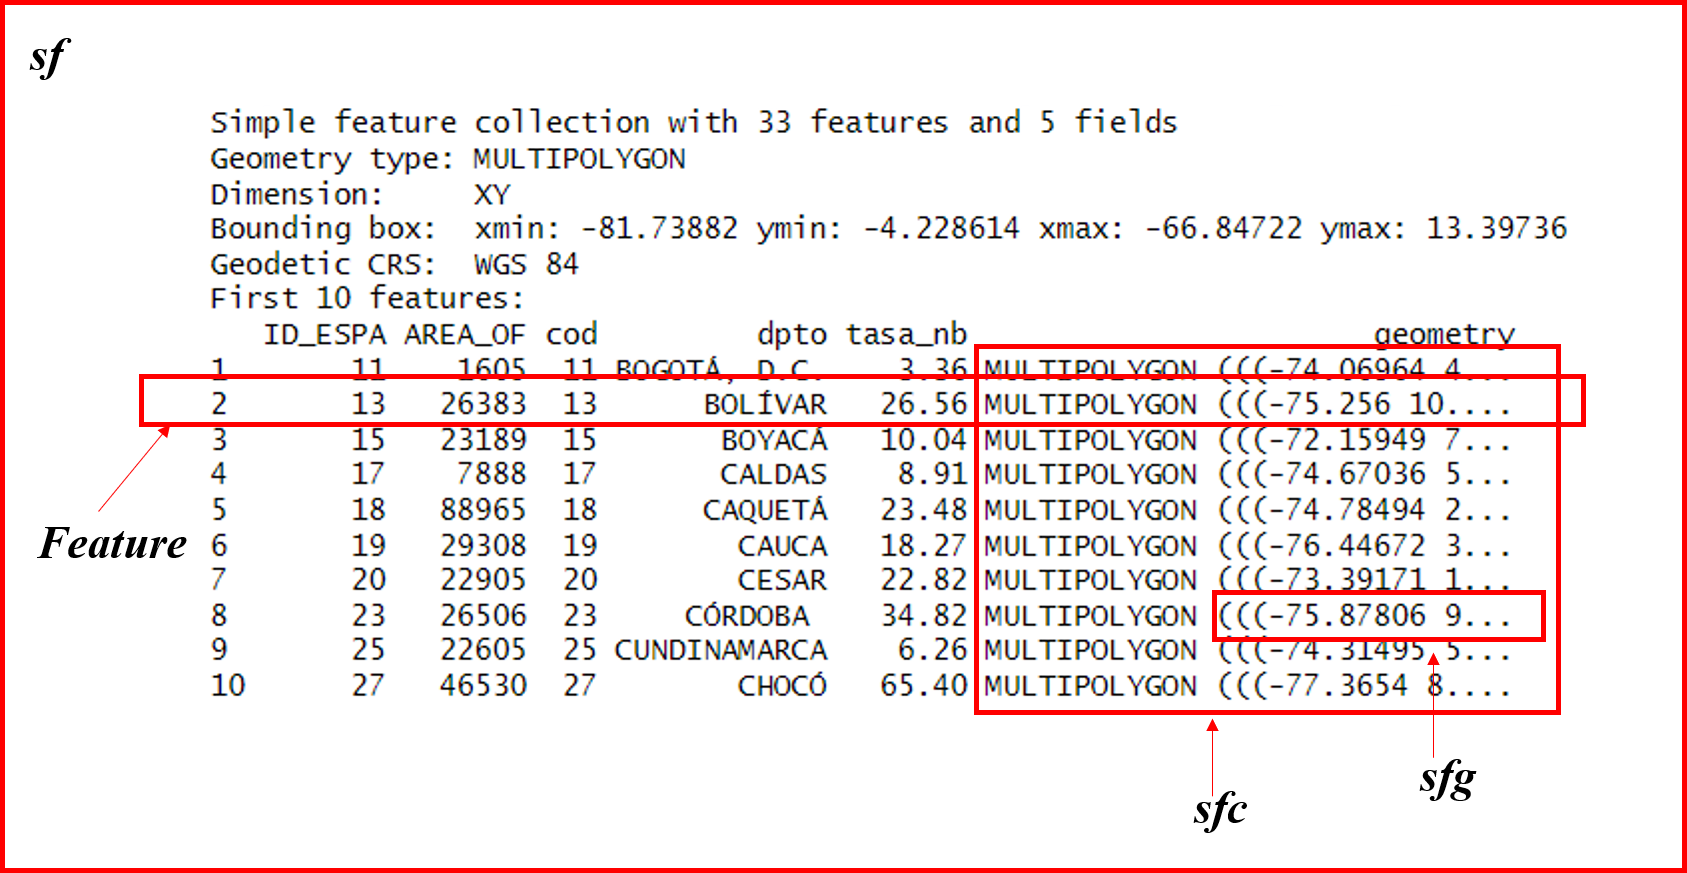 sf
Simple feature collection with 33 features and 5 fields
Geometry type: MULTIPOLYGON
Dimension:     XY
Bounding box:  xmin: -81.73882 ymin: -4.228614 xmax: -66.84722 ymax: 13.39736
Geodetic CRS:  WGS 84
First 10 features:
   ID_ESPA AREA_OF cod         dpto tasa_nb                       geometry
1       11    1605  11 BOGOTÁ, D.C.    3.36 MULTIPOLYGON (((-74.06964 4...
2       13   26383  13      BOLÍVAR   26.56 MULTIPOLYGON (((-75.256 10....
3       15   23189  15       BOYACÁ   10.04 MULTIPOLYGON (((-72.15949 7...
4       17    7888  17       CALDAS    8.91 MULTIPOLYGON (((-74.67036 5...
5       18   88965  18      CAQUETÁ   23.48 MULTIPOLYGON (((-74.78494 2...
Feature
6       19   29308  19        CAUCA   18.27 MULTIPOLYGON (((-76.44672 3...
7       20   22905  20        CESAR   22.82 MULTIPOLYGON (((-73.39171 1...
8       23   26506  23      CÓRDOBA   34.82 MULTIPOLYGON (((-75.87806 9...
9       25   22605  25 CUNDINAMARCA    6.26 MULTIPOLYGON (((-74.31495 5...
10      27   46530  27        CHOCÓ   65.40 MULTIPOLYGON (((-77.3654 8....
sfg
sfc